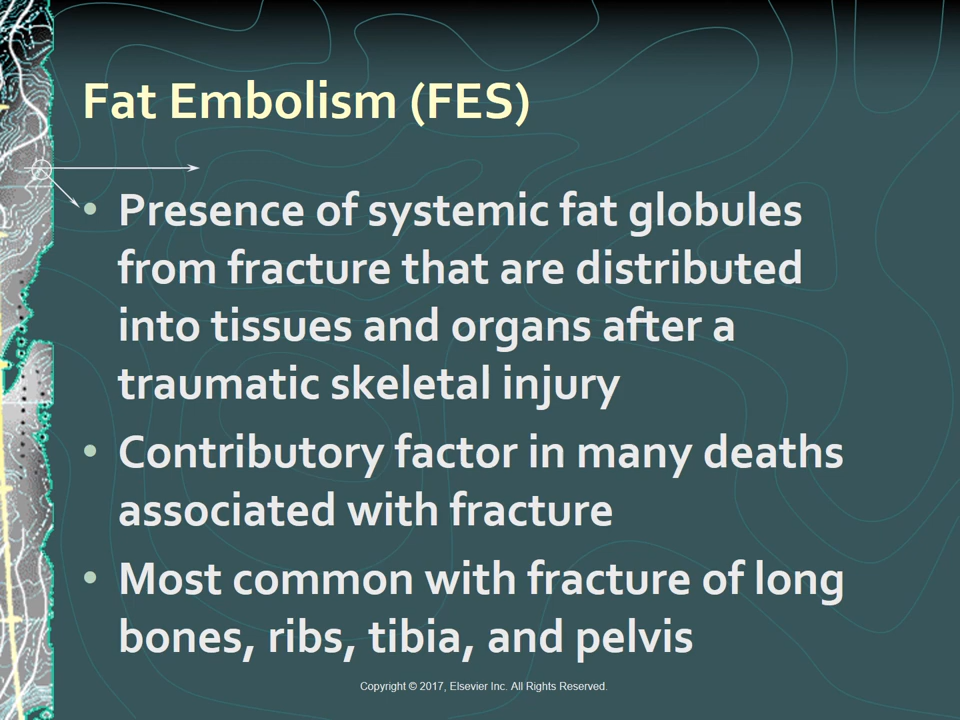 Fat Embolism (FES)
• Presence of systemic fat globules
from fracture that are distributed
into tissues and organs after a
traumatic skeletal injury
• Contributory factor in many deaths
associated with fracture
• Most common with fracture of long
bones, ribs, tibia, and pelvis
Copyright © 2017, Elsevier Inc. All Rights Reserved.